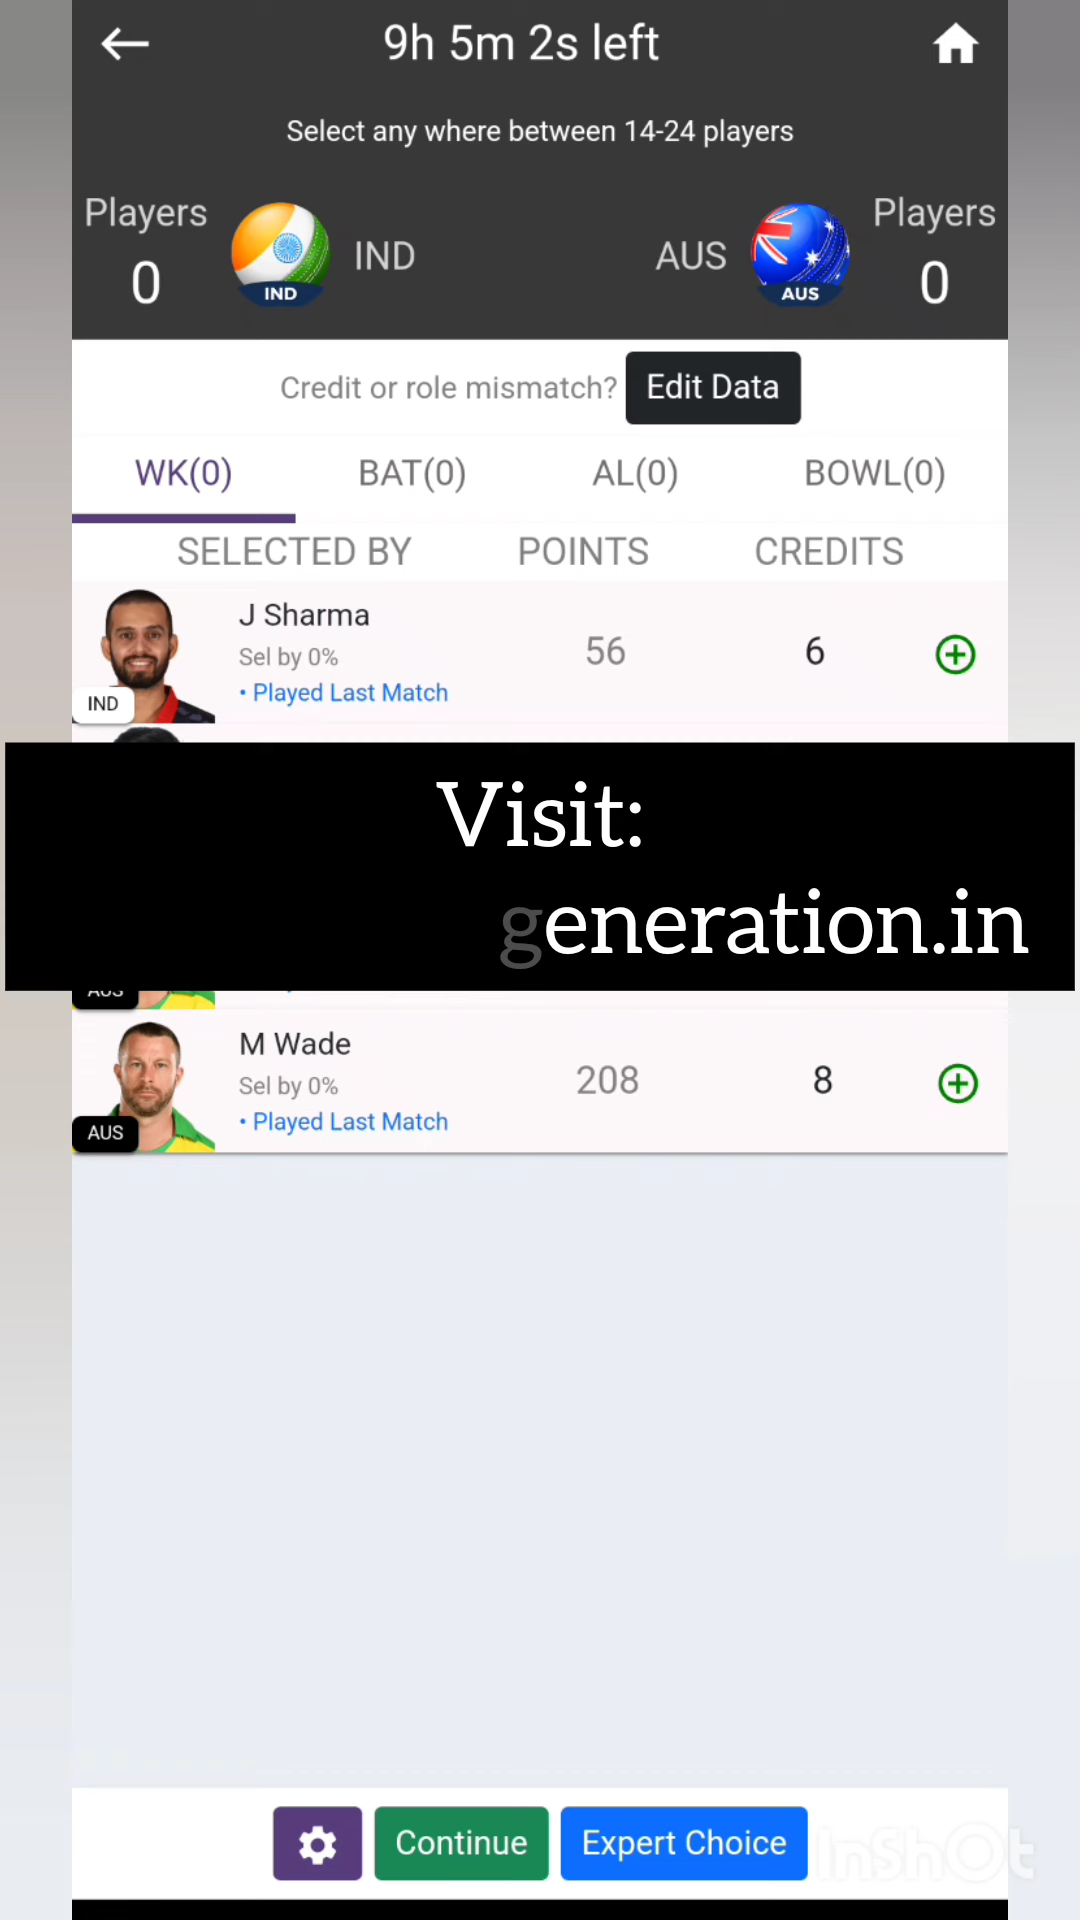 9h 5m 2s left
Select any where between 14-24 players
Players
0
IND
IND
AUS
AUS
Players
0
Credit or role mismatch? Edit Data
WK(0) BAT(0) AL(0) BOWL(0)
SELECTED BY POINTS CREDITS
J Sharma
Sel by 0%
• Played Last Match
IND
56
6
Visit:
generation.in
AUS
M Wade
Sel by 0%
• Played Last Match
AUS
208
8
Continue
Expert Choice
InShOt